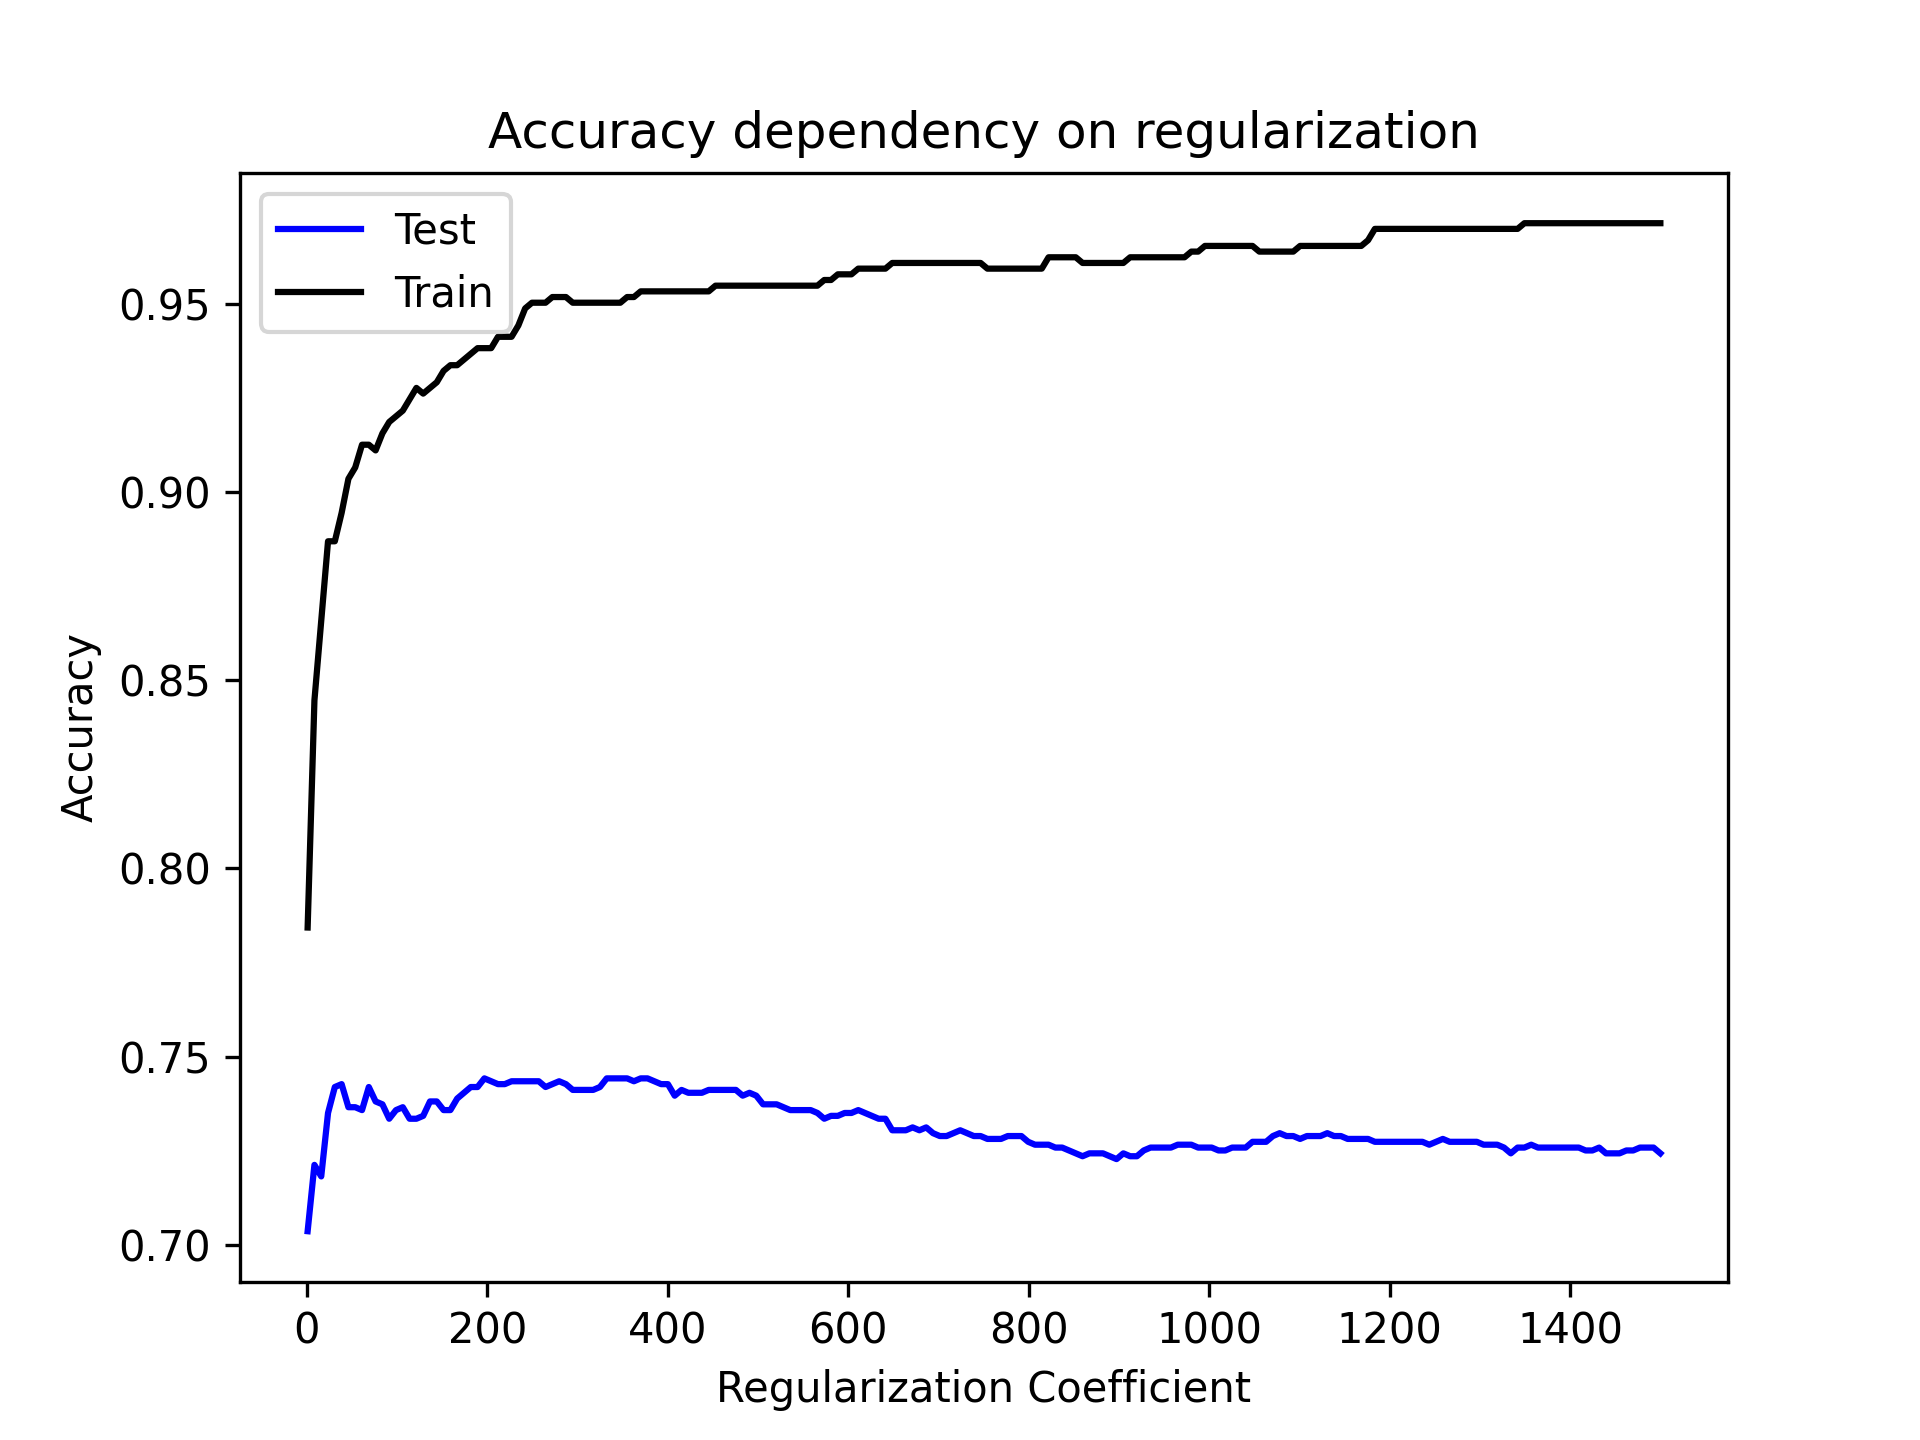 Accuracy dependency on regularization
Test
Train
0.95
0.90
0.85
0.80
0.75
0.70
Accuracy
0 200 400 600 800 1000 1200 1400
Regularization Coefficient